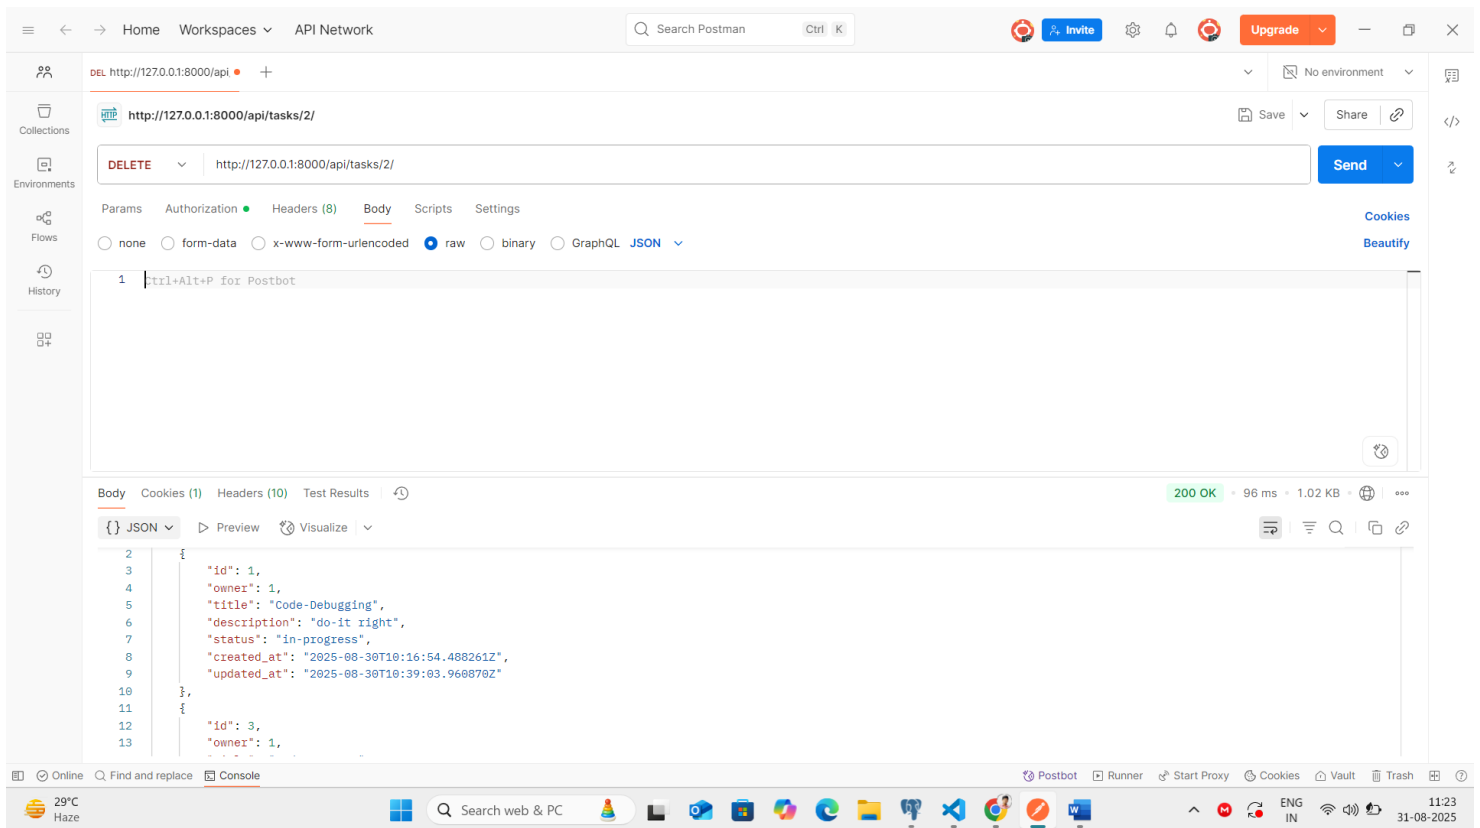 Home Workspaces API Network Search Postman Ctrl K Invite Upgrade
DEL http://127.0.0.1:8000/api No environment
http://127.0.0.1:8000/api/tasks/2/ Save Share
Collections
DELETE http://127.0.0.1:8000/api/tasks/2/ Send
Environments
Params Authorization Headers (8) Body Scripts Settings Cookies
Flows
none form-data x-www-form-urlencoded raw binary GraphQL JSON Beautify
History
1 Ctrl+Alt+P for Postbot
Body Cookies (1) Headers (10) Test Results 200 OK 96 ms 1.02 KB
{} JSON Preview Visualize
2 {
3 "id": 1,
4 "owner": 1,
5 "title": "Code-Debugging",
6 "description": "do-it right",
7 "status": "in-progress",
8 "created_at": "2025-08-30T10:16:54.488261Z",
9 "updated_at": "2025-08-30T10:39:03.960870Z"
10 },
11 {
12 "id": 3,
13 "owner": 1,
Online Find and replace Console Postbot Runner Start Proxy Cookies Vault Trash
29°C
Haze
Search web & PC
ENG
IN
11:23
31-08-2025